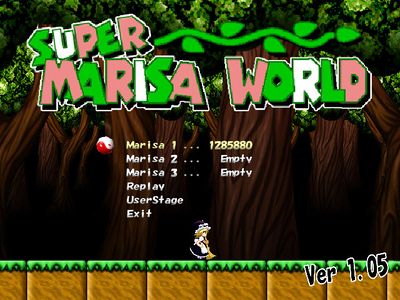 SUPER
MARISA WORLD
Marisa 1 ... 1285880
Marisa 2 ... Empty
Marisa 3 ... Empty
Replay
UserStage
Exit
Ver 1.05